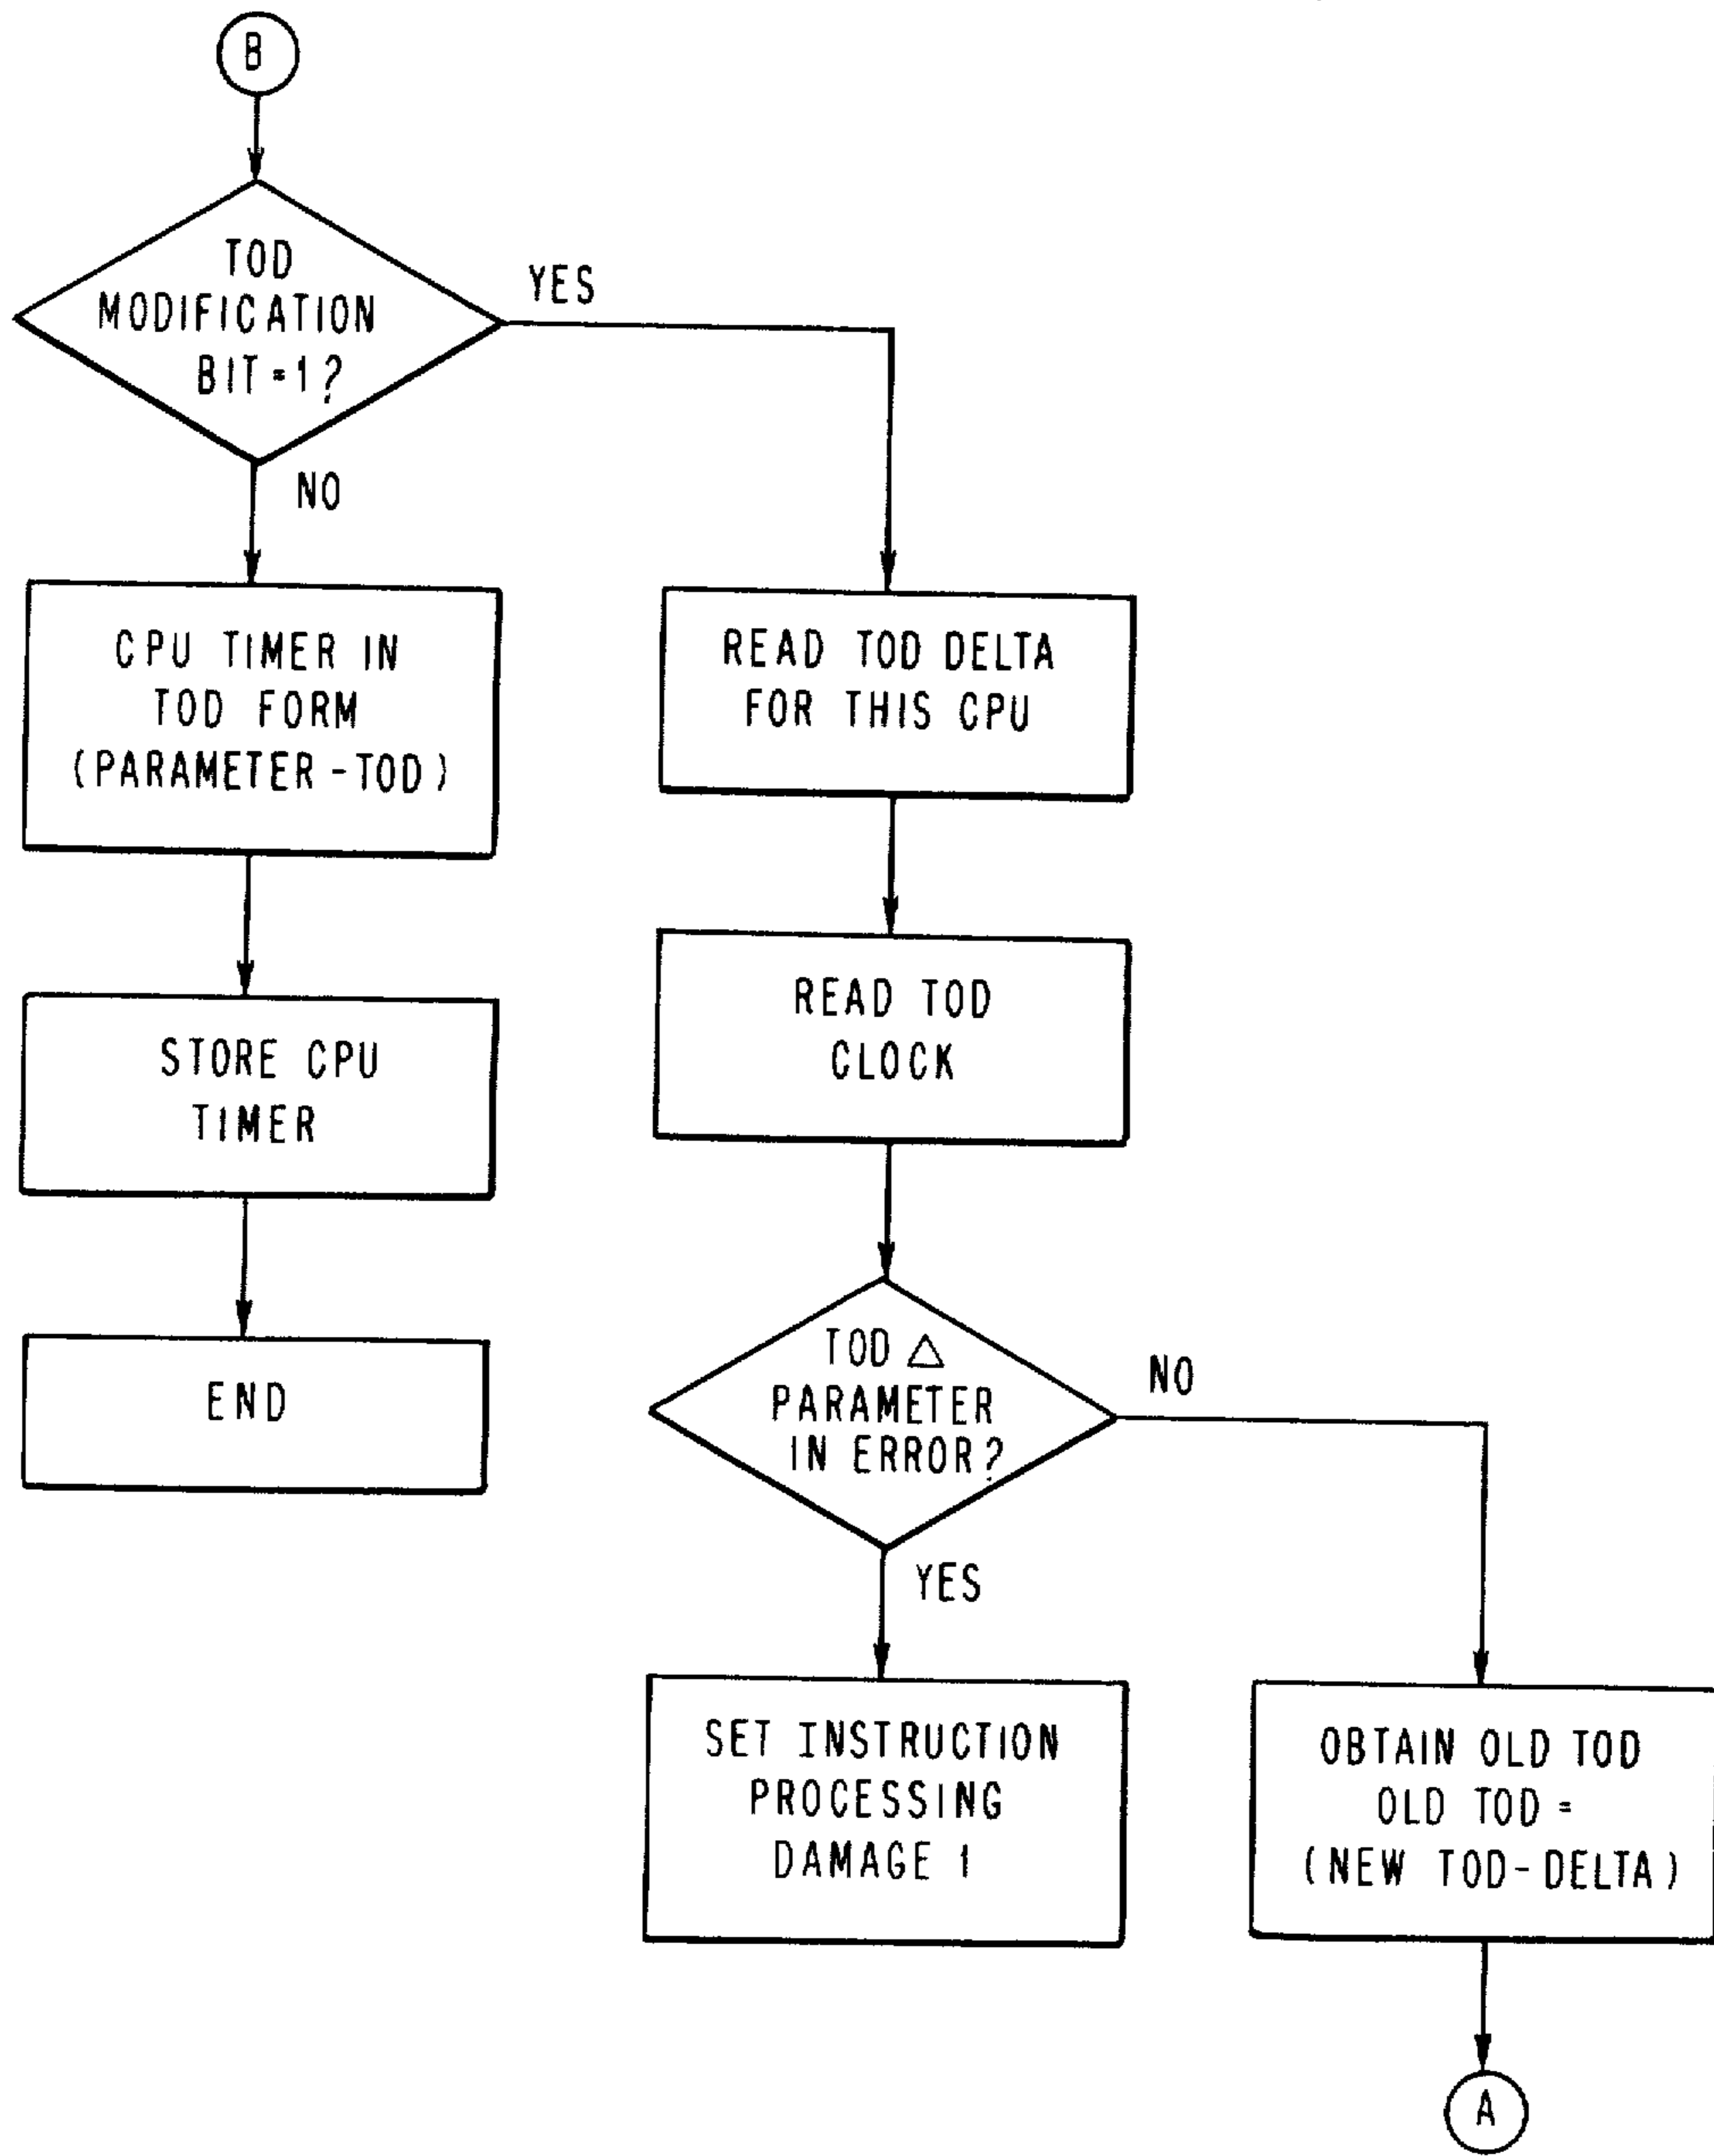 B
TOD
MODIFICATION
BIT=1?
YES
NO
CPU TIMER IN
TOD FORM
(PARAMETER-TOD)
STORE CPU
TIMER
END
READ TOD DELTA
FOR THIS CPU
READ TOD
CLOCK
TOD △
PARAMETER
IN ERROR?
NO
YES
SET INSTRUCTION
PROCESSING
DAMAGE 1
OBTAIN OLD TOD
OLD TOD =
(NEW TOD-DELTA)
A